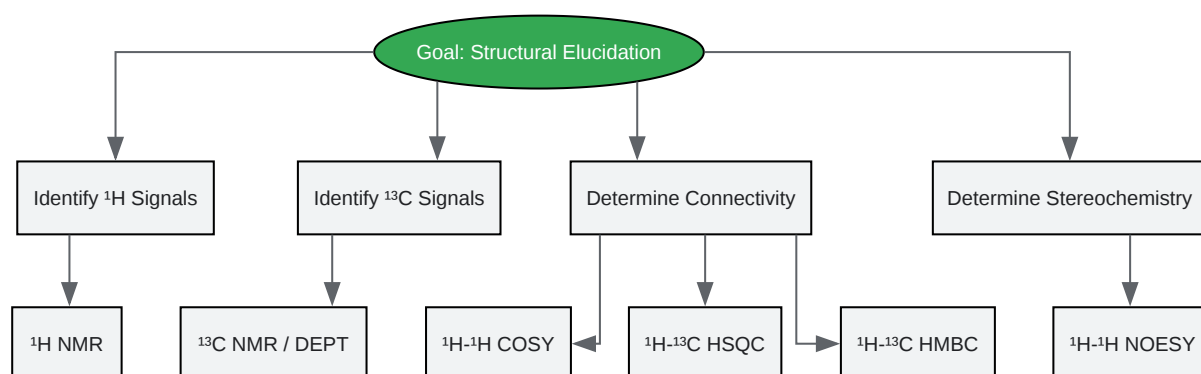 Goal: Structural Elucidation
Identify ¹H Signals
Identify ¹³C Signals
Determine Connectivity
Determine Stereochemistry
¹H NMR
¹³C NMR / DEPT
¹H-¹H COSY
¹H-¹³C HSQC
¹H-¹³C HMBC
¹H-¹H NOESY